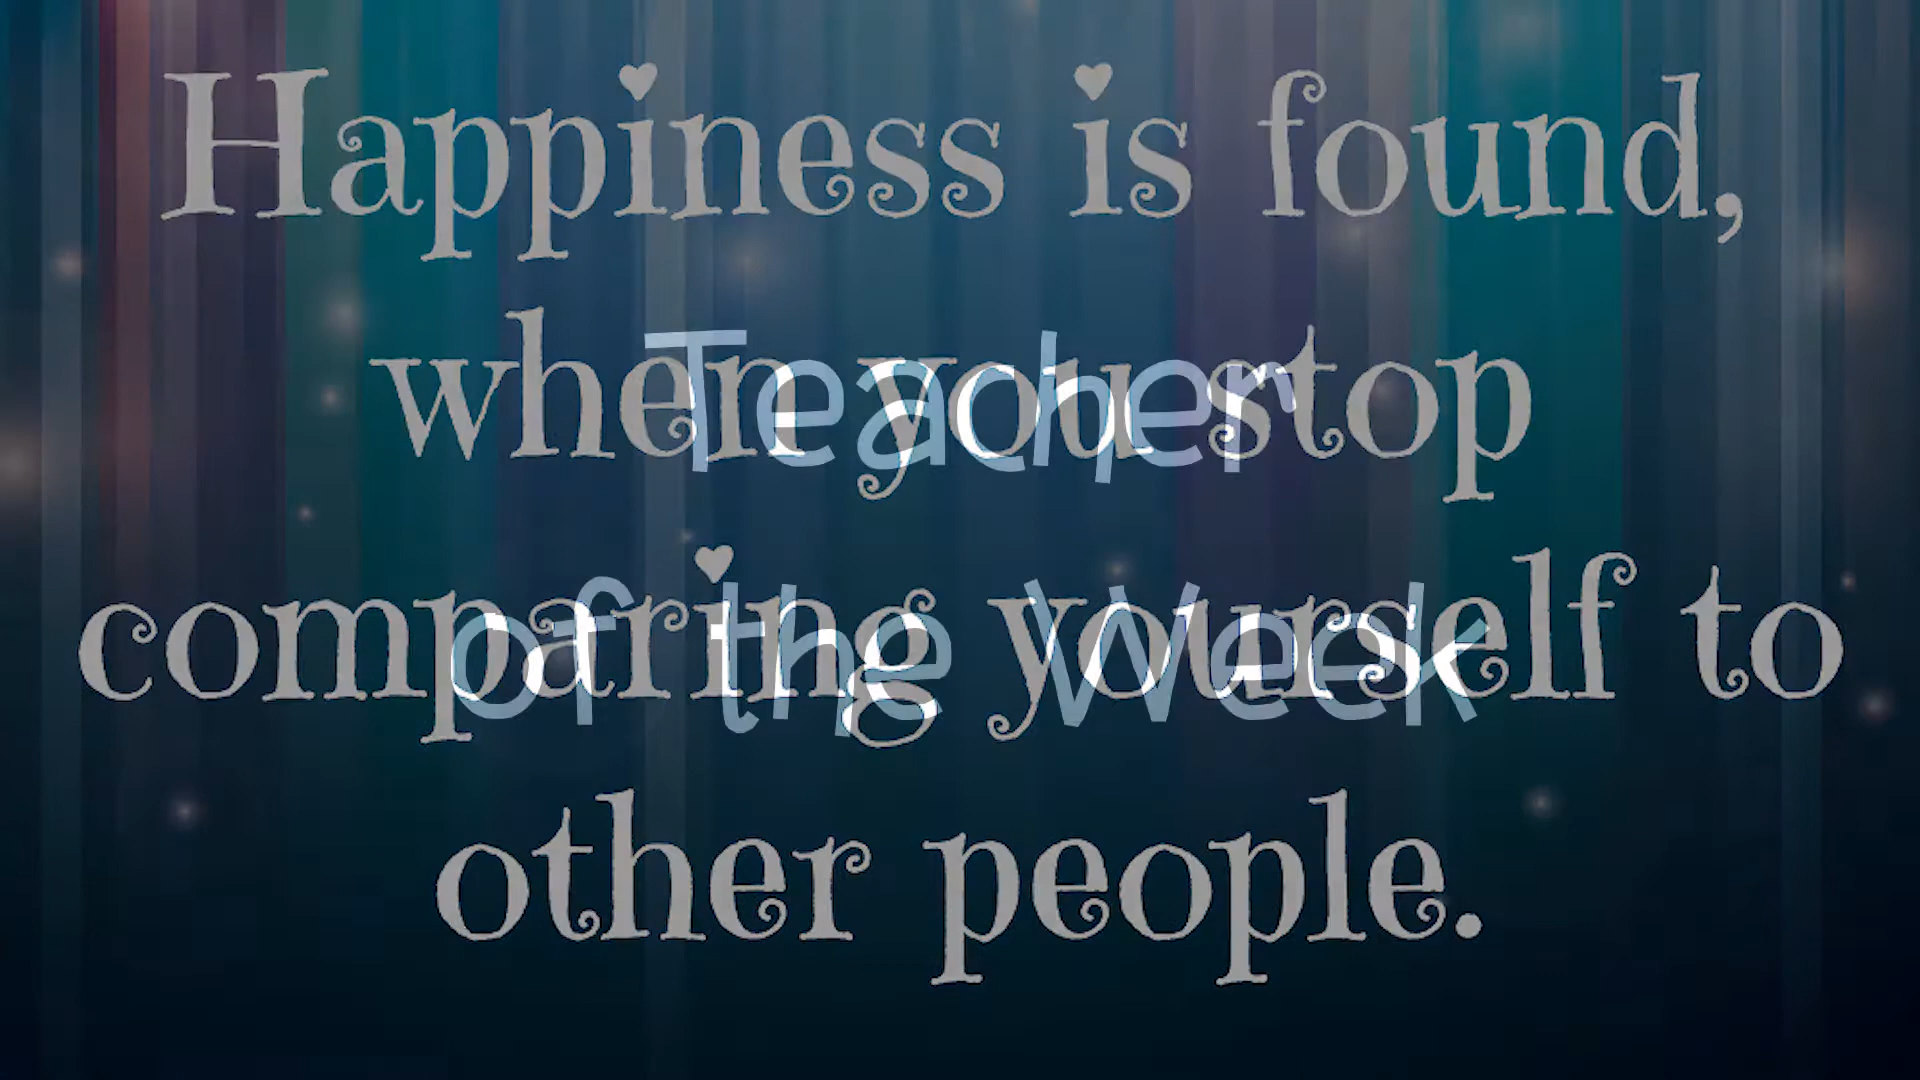 Happiness is found,
when you stop
Teacher
comparing yourself to
of the Week
other people.